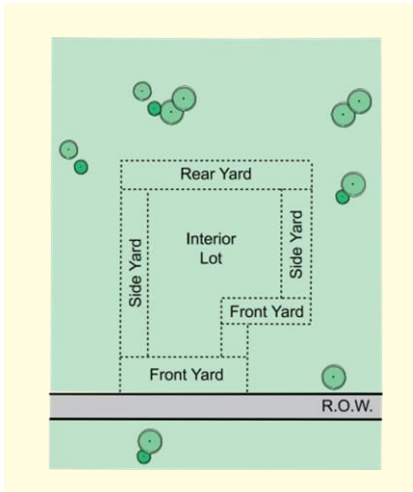 Rear Yard
Side Yard
Interior
Lot
Side Yard
Front Yard
Front Yard
R.O.W.